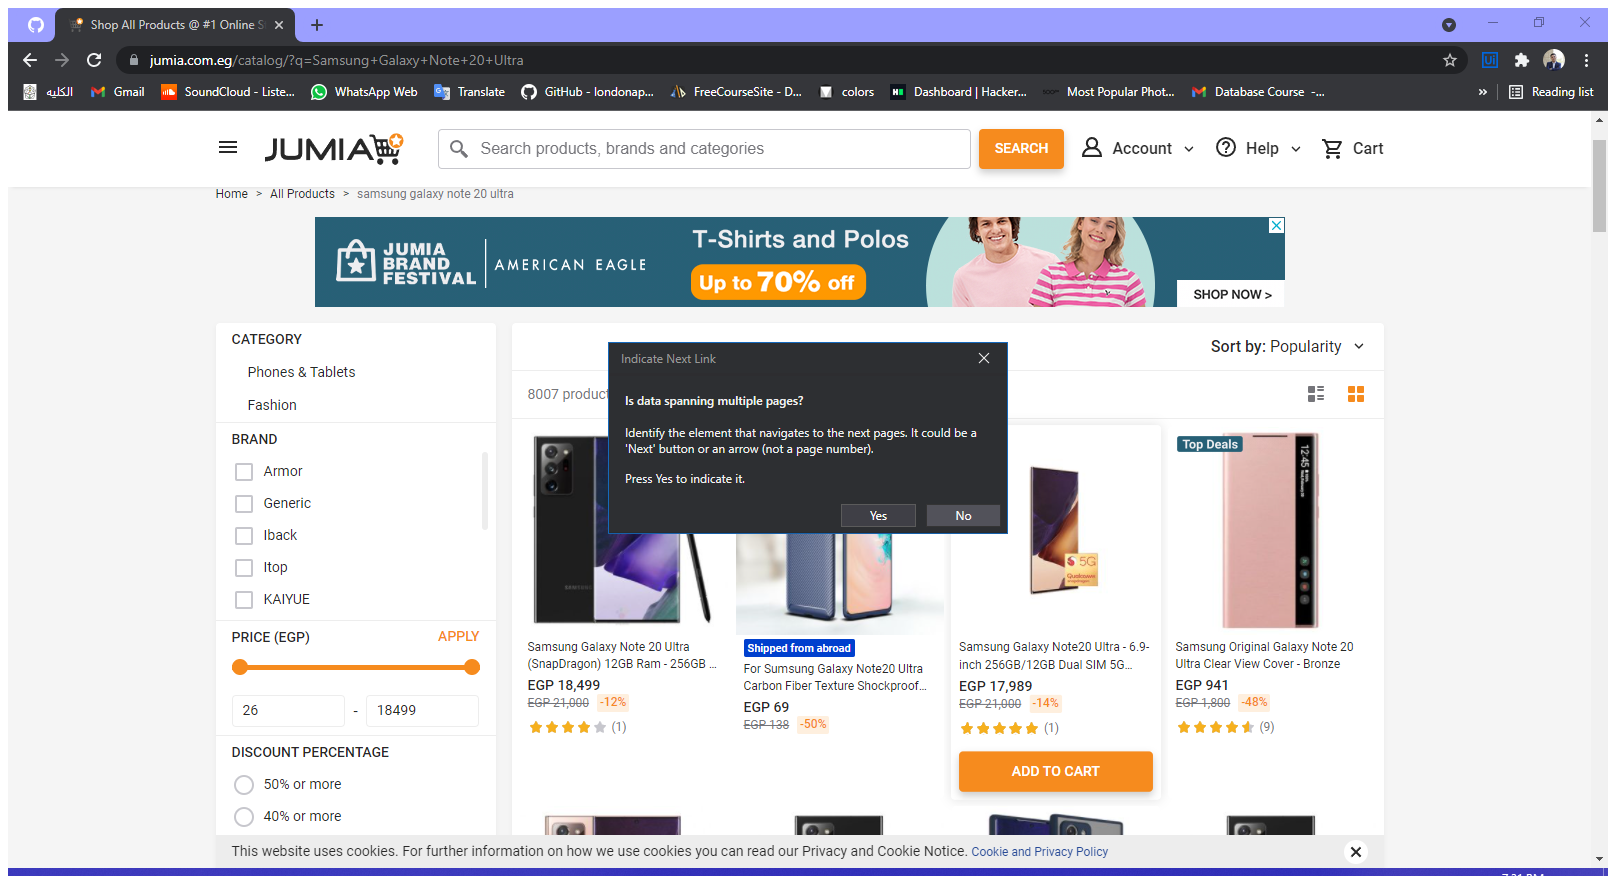 Shop All Products @ #1 Online S
jumia.com.eg/catalog/?q=Samsung+Galaxy+Note+20+Ultra
الكليه Gmail SoundCloud - Liste... WhatsApp Web Translate GitHub - londonap... FreeCourseSite - D... colors Dashboard | Hacker... Most Popular Phot... Database Course -... » Reading list
JUMIA Search products, brands and categories SEARCH Account Help Cart
Home > All Products > samsung galaxy note 20 ultra
JUMIA BRAND FESTIVAL
AMERICAN EAGLE
T-Shirts and Polos
Up to 70% off
SHOP NOW >
CATEGORY
Phones & Tablets
Fashion
BRAND
Armor
Generic
Iback
Itop
KAIYUE
PRICE (EGP) APPLY
26 - 18499
DISCOUNT PERCENTAGE
50% or more
40% or more
Sort by: Popularity
8007 product
Indicate Next Link
Is data spanning multiple pages?
Identify the element that navigates to the next pages. It could be a
'Next' button or an arrow (not a page number).
Press Yes to indicate it.
Yes No
Samsung Galaxy Note 20 Ultra
(SnapDragon) 12GB Ram - 256GB ...
EGP 18,499
EGP 21,000 -12%
(1)
Shipped from abroad
For Sumsung Galaxy Note20 Ultra
Carbon Fiber Texture Shockproof...
EGP 69
EGP 138 -50%
5G
Qualcomm
snapdragon
Samsung Galaxy Note20 Ultra - 6.9-
inch 256GB/12GB Dual SIM 5G...
EGP 17,989
EGP 21,000 -14%
(1)
ADD TO CART
Top Deals
12:45
Samsung Original Galaxy Note 20
Ultra Clear View Cover - Bronze
EGP 941
EGP 1,800 -48%
(9)
This website uses cookies. For further information on how we use cookies you can read our Privacy and Cookie Notice. Cookie and Privacy Policy